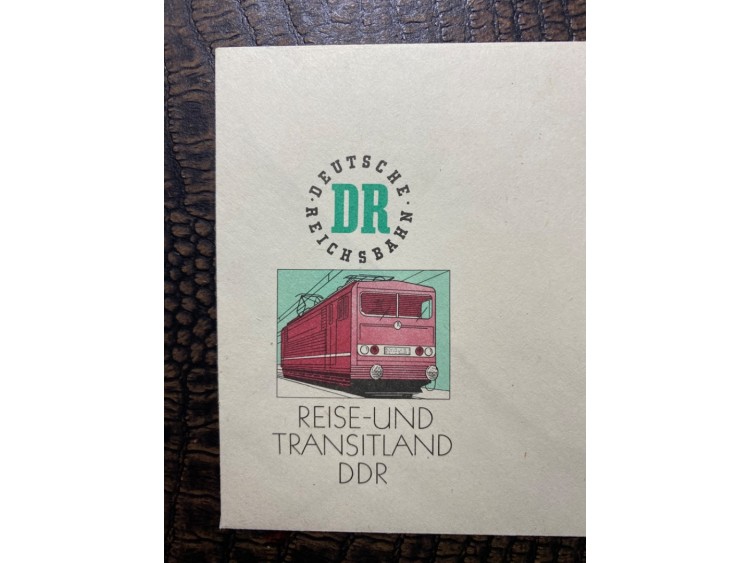 · DEUTSCHE ·
REICHSBAHN
DR
REISE-UND
TRANSITLAND
DDR